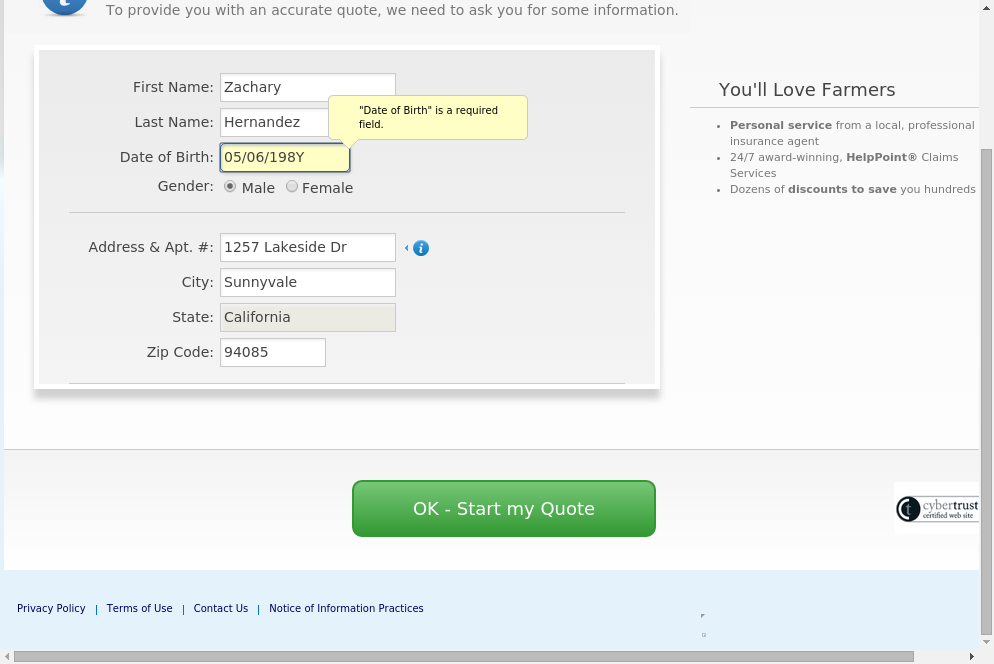 To provide you with an accurate quote, we need to ask you for some information.
First Name: Zachary
Last Name: Hernandez
"Date of Birth" is a required
field.
Date of Birth: 05/06/198Y
Gender: Male Female
Address & Apt. #: 1257 Lakeside Dr
City: Sunnyvale
State: California
Zip Code: 94085
You'll Love Farmers
• Personal service from a local, professional
insurance agent
• 24/7 award-winning, HelpPoint® Claims
Services
• Dozens of discounts to save you hundreds
OK - Start my Quote
cybertrust
certified web site
Privacy Policy | Terms of Use | Contact Us | Notice of Information Practices